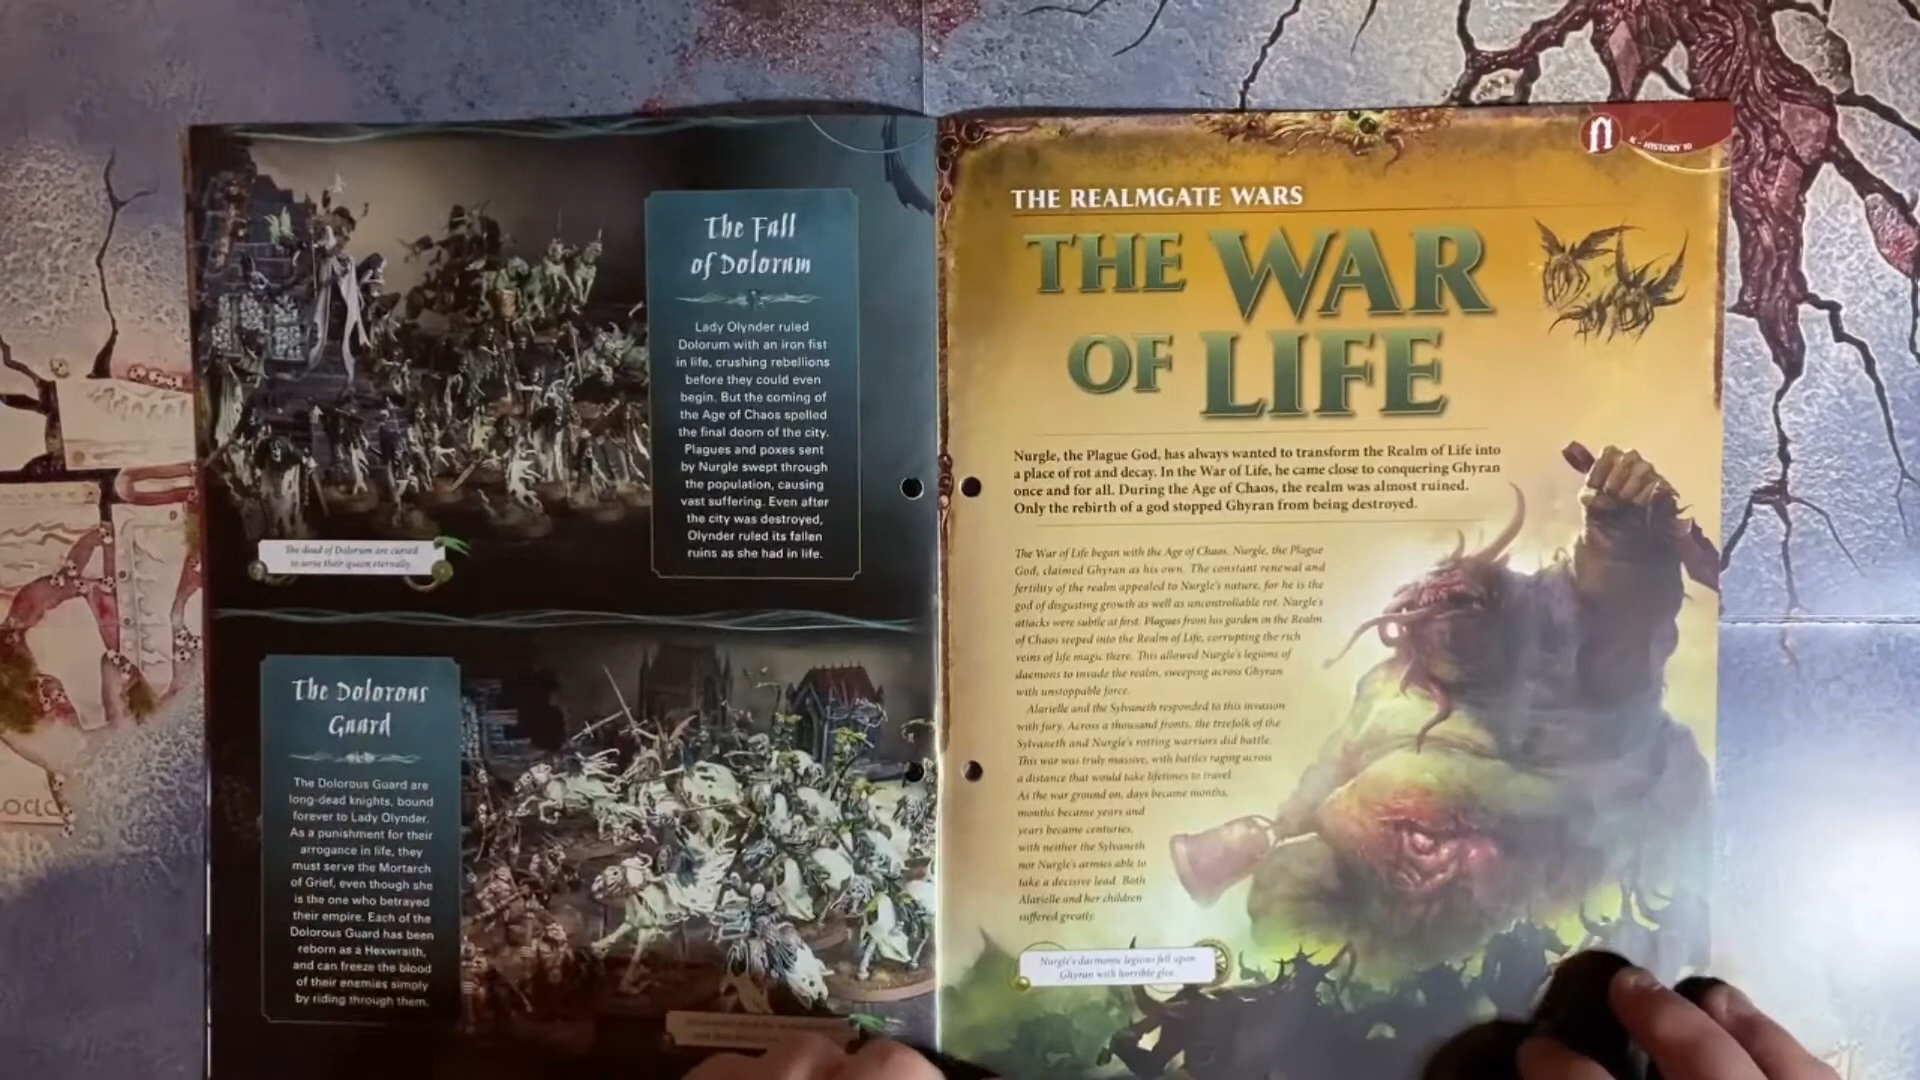 The Fall
of Dolorum
Lady Olynder ruled
Dolorum with an iron fist
in life, crushing rebellions
before they could even
begin. But the coming of
the Age of Chaos spelled
the final doom of the city.
Plagues and poxes sent
by Nurgle swept through
the population, causing
vast suffering. Even after
the city was destroyed,
Olynder ruled its fallen
ruins as she had in life.
The dead of Dolorum are cursed
to serve their queen eternally.
The Dolorous
Guard
The Dolorous Guard are
long-dead knights, bound
forever to Lady Olynder.
As a punishment for their
arrogance in life, they
must serve the Mortarch
of Grief, even though she
is the one who betrayed
their empire. Each of the
Dolorous Guard has been
reborn as a Hexwraith,
and can freeze the blood
of their enemies simply
by riding through them.
HISTORY 10
THE REALMGATE WARS
THE WAR
OF LIFE
Nurgle, the Plague God, has always wanted to transform the Realm of Life into
a place of rot and decay. In the War of Life, he came close to conquering Ghyran
once and for all. During the Age of Chaos, the realm was almost ruined.
Only the rebirth of a god stopped Ghyran from being destroyed.
The War of Life began with the Age of Chaos. Nurgle, the Plague
God, claimed Ghyran as his own. The constant renewal and
fertility of the realm appealed to Nurgle's nature, for he is the
god of disgusting growth as well as uncontrollable rot. Nurgle's
attacks were subtle at first. Plagues from his garden in the Realm
of Chaos seeped into the Realm of Life, corrupting the rich
veins of life magic there. This allowed Nurgle's legions of
daemons to invade the realm, sweeping across Ghyran
with unstoppable force.
Alarielle and the Sylvaneth responded to this invasion
with fury. Across a thousand fronts, the treefolk of the
Sylvaneth and Nurgle's rotting warriors did battle.
This war was truly massive, with battles raging across
a distance that would take lifetimes to travel.
As the war ground on, days became months,
months became years and
years became centuries,
with neither the Sylvaneth
nor Nurgle's armies able to
take a decisive lead. Both
Alarielle and her children
suffered greatly.
Nurgle's daemonic legions fell upon
Ghyran with horrible glee.